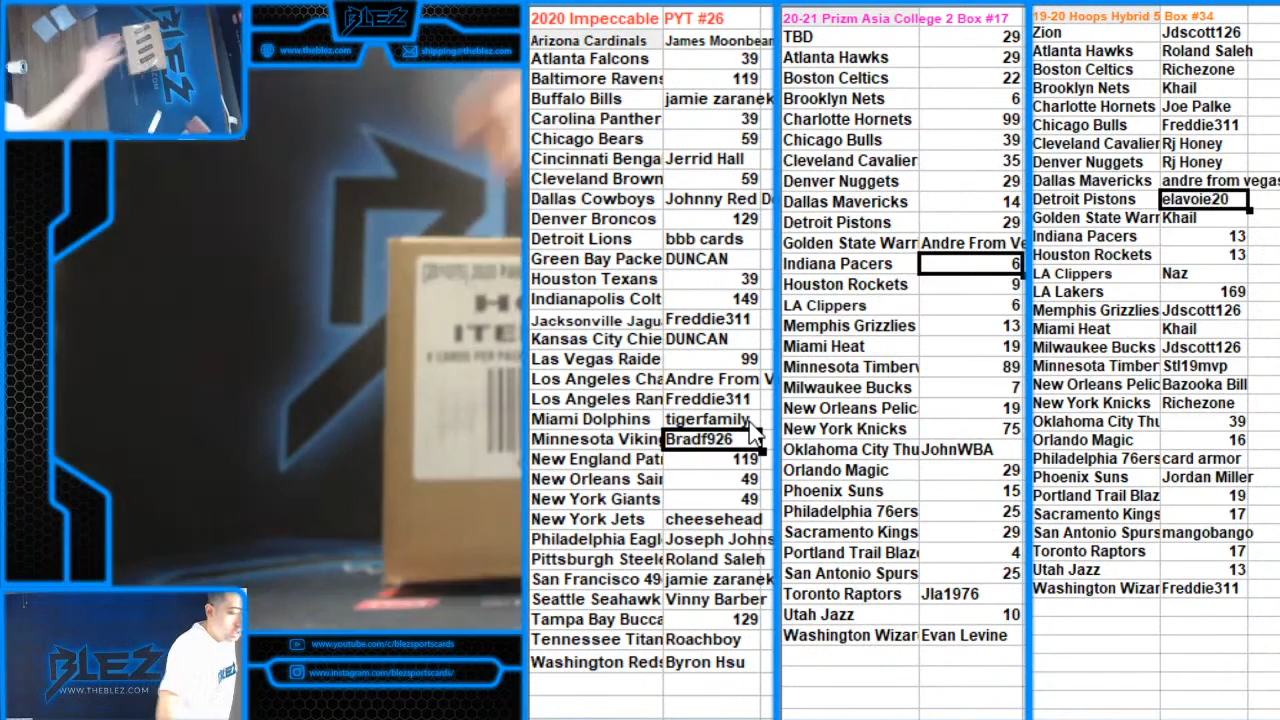 BLEZ
www.theblez.com
shipping@theblez.com
BLEZ
HO
ITE
8 CARDS PER PACK
BLEZ
WWW.THEBLEZ.COM
www.youtube.com/c/blezsportscards
www.instagram.com/blezsportscards/
2020 Impeccable PYT #26
Arizona Cardinals James Moonbear
Atlanta Falcons 39
Baltimore Ravens 119
Buffalo Bills jamie zaranek
Carolina Panther 39
Chicago Bears 59
Cincinnati Benga Jerrid Hall
Cleveland Brown 59
Dallas Cowboys Johnny Red D
Denver Broncos 129
Detroit Lions bbb cards
Green Bay Packe DUNCAN
Houston Texans 39
Indianapolis Colt 149
Jacksonville Jagu Freddie311
Kansas City Chie DUNCAN
Las Vegas Raide 99
Los Angeles Cha Andre From V
Los Angeles Ran Freddie311
Miami Dolphins tigerfamily
Minnesota Viking Bradf926
New England Pat 119
New Orleans Sai 49
New York Giants 49
New York Jets cheesehead
Philadelphia Eagl Joseph Johns
Pittsburgh Steele Roland Saleh
San Francisco 49 jamie zaranek
Seattle Seahawk Vinny Barber
Tampa Bay Bucca 129
Tennessee Titan Roachboy
Washington Reds Byron Hsu
20-21 Prizm Asia College 2 Box #17
TBD 29
Atlanta Hawks 29
Boston Celtics 22
Brooklyn Nets 6
Charlotte Hornets 99
Chicago Bulls 39
Cleveland Cavalier 35
Denver Nuggets 29
Dallas Mavericks 14
Detroit Pistons 29
Golden State Warr Andre From Ve
Indiana Pacers 6
Houston Rockets 9
LA Clippers 6
Memphis Grizzlies 13
Miami Heat 19
Minnesota Timberv 89
Milwaukee Bucks 7
New Orleans Pelic 19
New York Knicks 75
Oklahoma City Thu JohnWBA
Orlando Magic 29
Phoenix Suns 15
Philadelphia 76ers 25
Sacramento Kings 29
Portland Trail Blaze 4
San Antonio Spurs 25
Toronto Raptors Jla1976
Utah Jazz 10
Washington Wizar Evan Levine
19-20 Hoops Hybrid 5 Box #34
Zion Jdscott126
Atlanta Hawks Roland Saleh
Boston Celtics Richezone
Brooklyn Nets Khail
Charlotte Hornets Joe Palke
Chicago Bulls Freddie311
Cleveland Cavalier Rj Honey
Denver Nuggets Rj Honey
Dallas Mavericks andre from vegas
Detroit Pistons elavoie20
Golden State Warr Khail
Indiana Pacers 13
Houston Rockets 13
LA Clippers Naz
LA Lakers 169
Memphis Grizzlies Jdscott126
Miami Heat Khail
Milwaukee Bucks Jdscott126
Minnesota Timber Stl19mvp
New Orleans Pelic Bazooka Bill
New York Knicks Richezone
Oklahoma City Thu 39
Orlando Magic 16
Philadelphia 76ers card armor
Phoenix Suns Jordan Miller
Portland Trail Blaz 19
Sacramento Kings 17
San Antonio Spurs mangobango
Toronto Raptors 17
Utah Jazz 13
Washington Wizar Freddie311